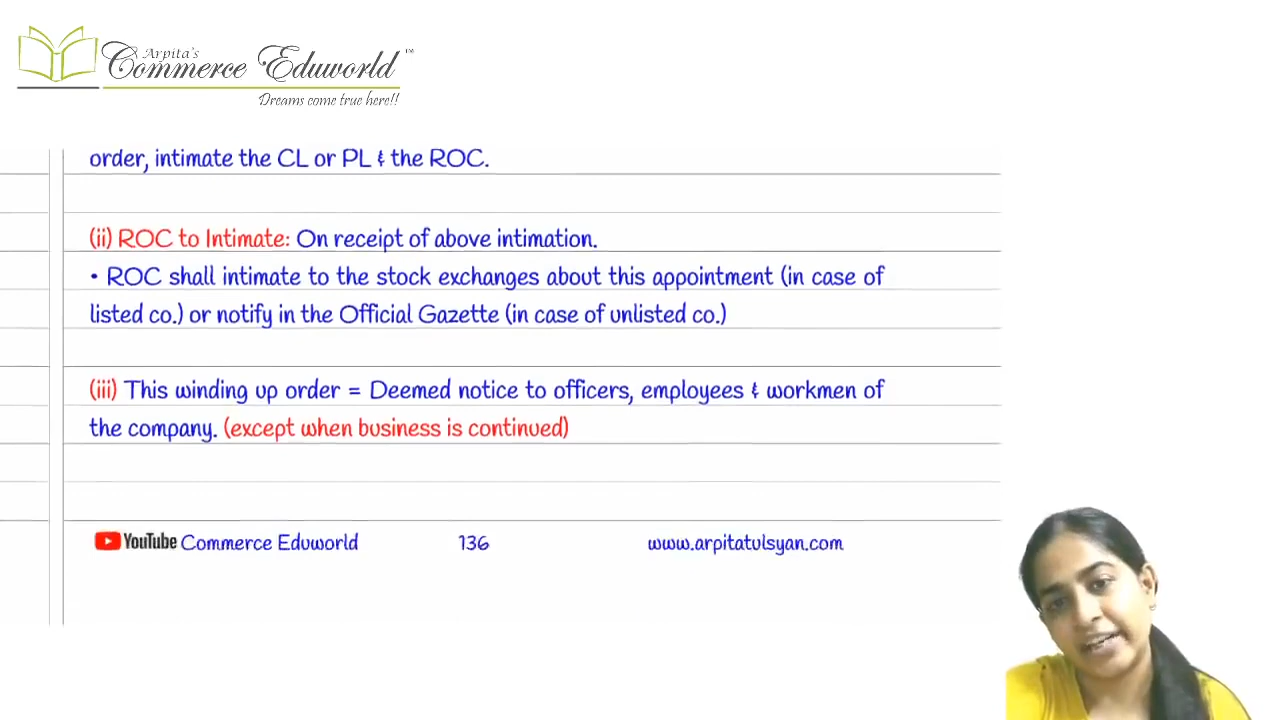 Arpita's
Commerce Eduworld™
Dreams come true here!!
order, intimate the CL or PL & the ROC.
(ii) ROC to Intimate: On receipt of above intimation.
• ROC shall intimate to the stock exchanges about this appointment (in case of
listed co.) or notify in the Official Gazette (in case of unlisted co.)
(iii) This winding up order = Deemed notice to officers, employees & workmen of
the company. (except when business is continued)
YouTube Commerce Eduworld 136 www.arpitatulsyan.com